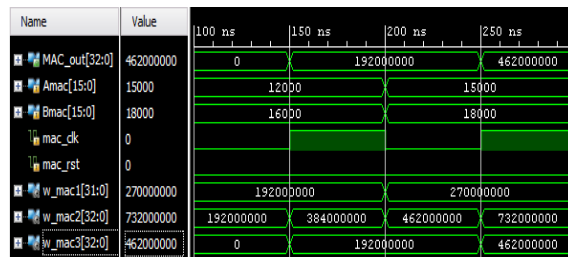 Name Value 100 ns 150 ns 200 ns 250 ns
MAC_out[32:0] 462000000 0 192000000 462000000
Amac[15:0] 15000 12000 15000
Bmac[15:0] 18000 16000 18000
mac_clk 0
mac_rst 0
w_mac1[31:0] 270000000 192000000 270000000
w_mac2[32:0] 732000000 192000000 384000000 462000000 732000000
w_mac3[32:0] 462000000 0 192000000 462000000